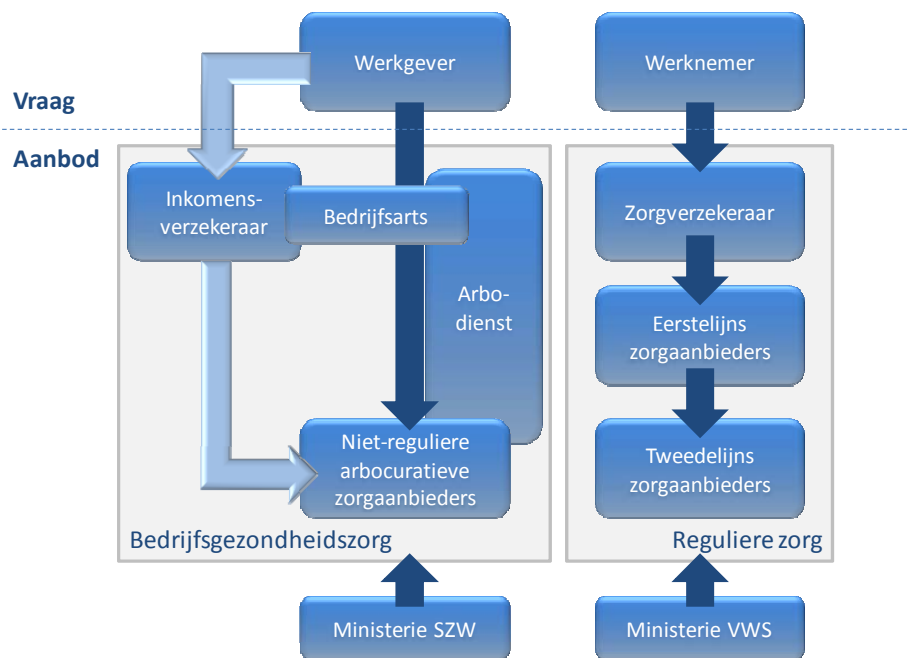 Werkgever
Werknemer
Vraag
Aanbod
Inkomens-
verzekeraar
Bedrijfsarts
Zorgverzekeraar
Arbo-
dienst
Eerstelijns
zorgaanbieders
Niet-reguliere
arbocuratieve
zorgaanbieders
Tweedelijns
zorgaanbieders
Bedrijfsgezondheidszorg
Reguliere zorg
Ministerie SZW
Ministerie VWS